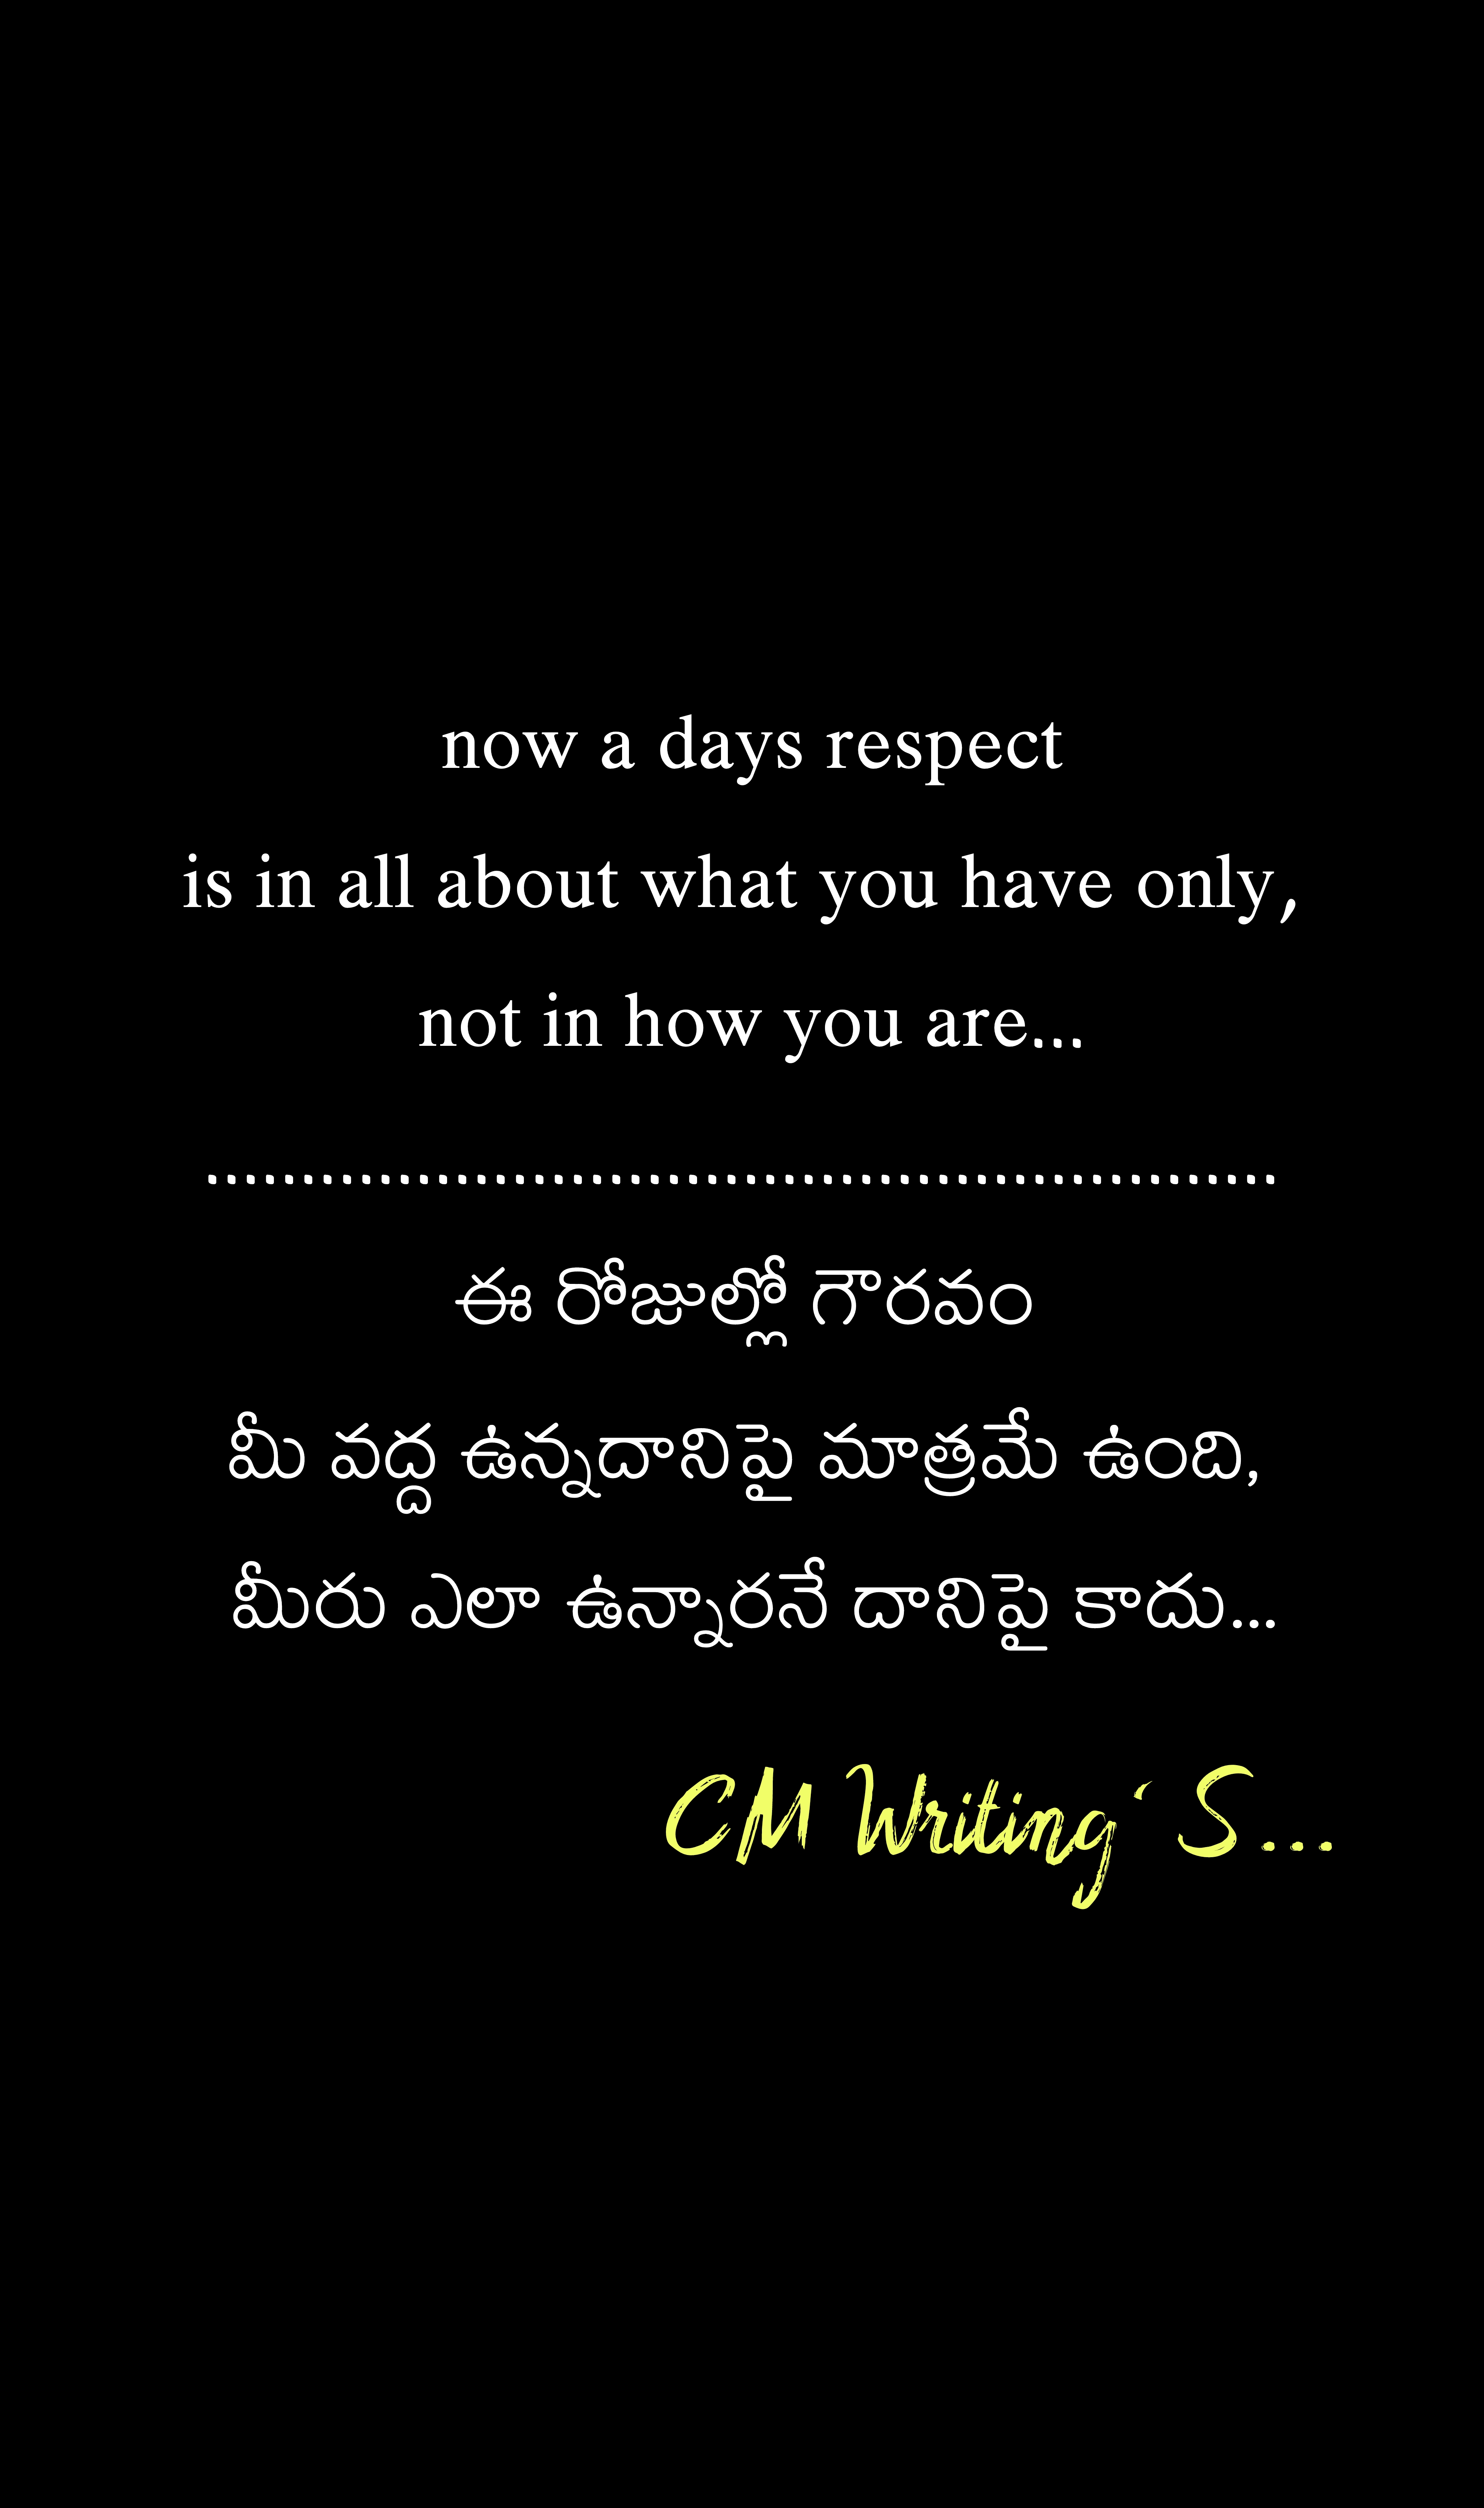 now a days respect
is in all about what you have only,
not in how you are...
........................................................
ఈ రోజుల్లో గౌరవం
మీ వద్ద ఉన్నదానిపై మాత్రమే ఉంది,
మీరు ఎలా ఉన్నారనే దానిపై కాదు...
CM Writing' S...